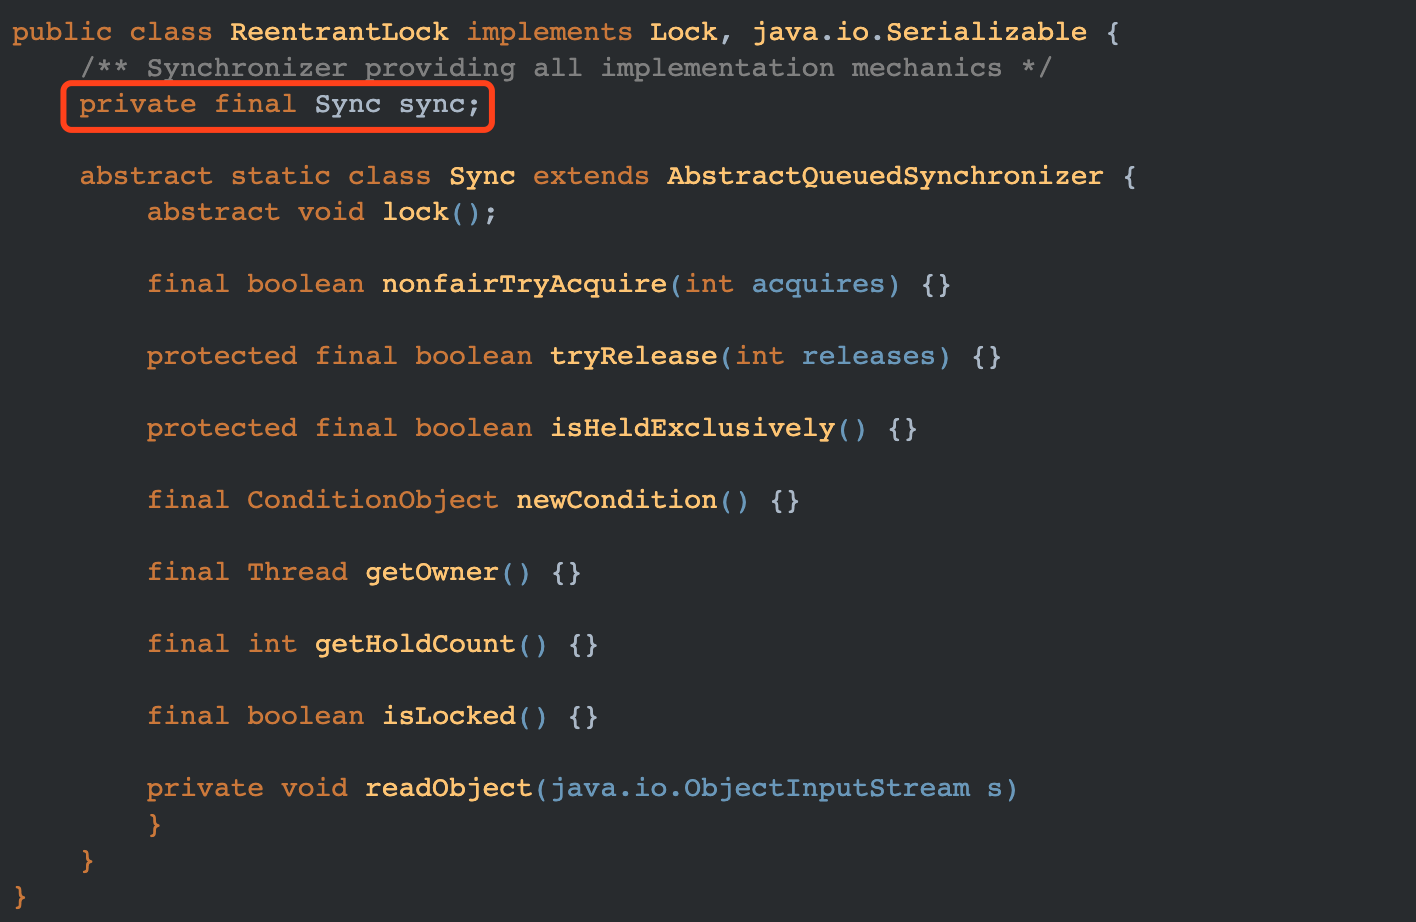 public class ReentrantLock implements Lock, java.io.Serializable {
/** Synchronizer providing all implementation mechanics */
private final Sync sync;
abstract static class Sync extends AbstractQueuedSynchronizer {
abstract void lock();
final boolean nonfairTryAcquire(int acquires) {}
protected final boolean tryRelease(int releases) {}
protected final boolean isHeldExclusively() {}
final ConditionObject newCondition() {}
final Thread getOwner() {}
final int getHoldCount() {}
final boolean isLocked() {}
private void readObject(java.io.ObjectInputStream s)
}
}
}